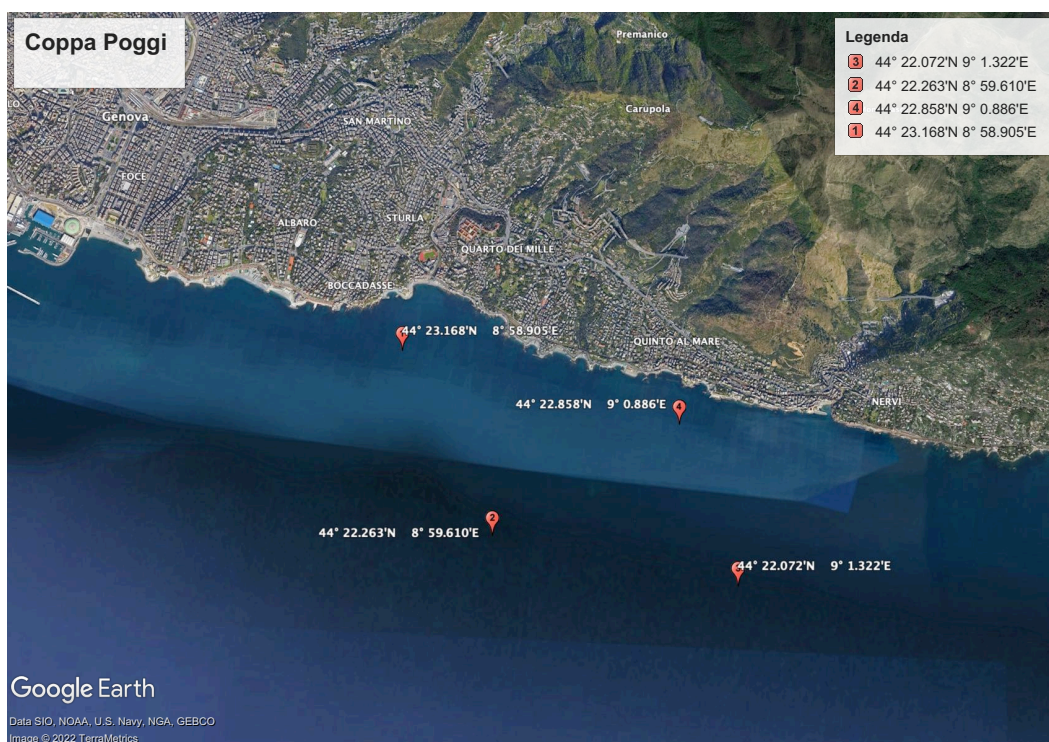 Coppa Poggi
Legenda
3 44° 22.072'N 9° 1.322'E
2 44° 22.263'N 8° 59.610'E
4 44° 22.858'N 9° 0.886'E
1 44° 23.168'N 8° 58.905'E
Premanico
Carupola
LO
Genova
SAN MARTINO
FOCE
ALBARO
STURLA
QUARTO DEI MILLE
BOCCADASSE
44° 23.168'N 8° 58.905'E
QUINTO AL MARE
44° 22.858'N 9° 0.886'E
4
NERVI
2
44° 22.263'N 8° 59.610'E
44° 22.072'N 9° 1.322'E
Google Earth
Data SIO, NOAA, U.S. Navy, NGA, GEBCO
Image © 2022 TerraMetrics